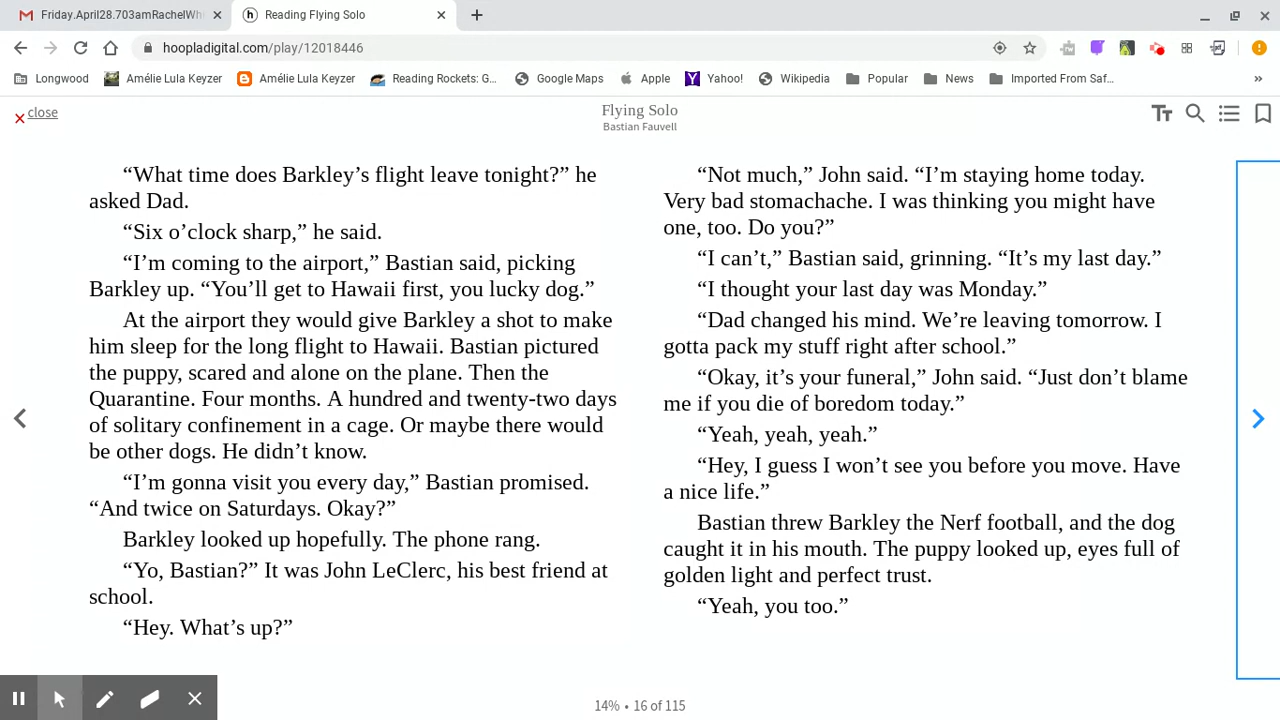 Friday.April28.703amRachelWh
Reading Flying Solo
hoopladigital.com/play/12018446
Longwood
Amélie Lula Keyzer
Amélie Lula Keyzer
Reading Rockets: G...
Google Maps
Apple
Yahoo!
Wikipedia
Popular
News
Imported From Saf...
close
Flying Solo
Bastian Fauvell
“What time does Barkley’s flight leave tonight?” he
asked Dad.
“Six o’clock sharp,” he said.
“I’m coming to the airport,” Bastian said, picking
Barkley up. “You’ll get to Hawaii first, you lucky dog.”
At the airport they would give Barkley a shot to make
him sleep for the long flight to Hawaii. Bastian pictured
the puppy, scared and alone on the plane. Then the
Quarantine. Four months. A hundred and twenty-two days
of solitary confinement in a cage. Or maybe there would
be other dogs. He didn’t know.
“I’m gonna visit you every day,” Bastian promised.
“And twice on Saturdays. Okay?”
Barkley looked up hopefully. The phone rang.
“Yo, Bastian?” It was John LeClerc, his best friend at
school.
“Hey. What’s up?”
“Not much,” John said. “I’m staying home today.
Very bad stomachache. I was thinking you might have
one, too. Do you?”
“I can’t,” Bastian said, grinning. “It’s my last day.”
“I thought your last day was Monday.”
“Dad changed his mind. We’re leaving tomorrow. I
gotta pack my stuff right after school.”
“Okay, it’s your funeral,” John said. “Just don’t blame
me if you die of boredom today.”
“Yeah, yeah, yeah.”
“Hey, I guess I won’t see you before you move. Have
a nice life.”
Bastian threw Barkley the Nerf football, and the dog
caught it in his mouth. The puppy looked up, eyes full of
golden light and perfect trust.
“Yeah, you too.”
14% • 16 of 115